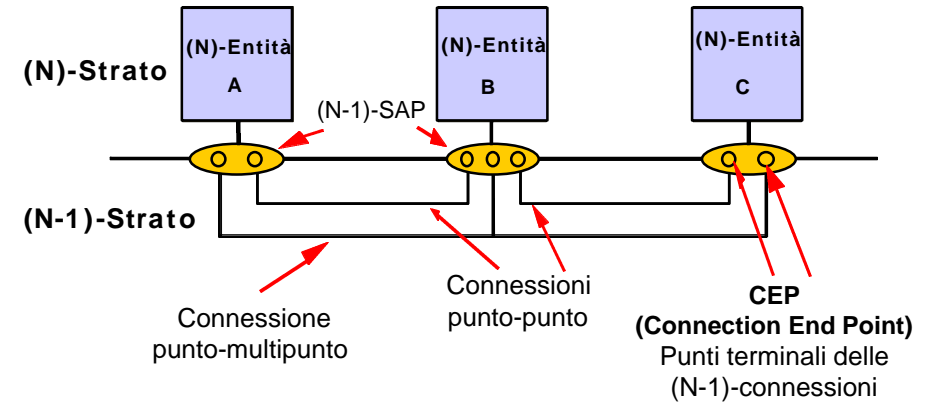 (N)-Strato
(N)-Entità
A
(N)-Entità
B
(N)-Entità
C
(N-1)-SAP
(N-1)-Strato
Connessione
punto-multipunto
Connessioni
punto-punto
CEP
(Connection End Point)
Punti terminali delle
(N-1)-connessioni